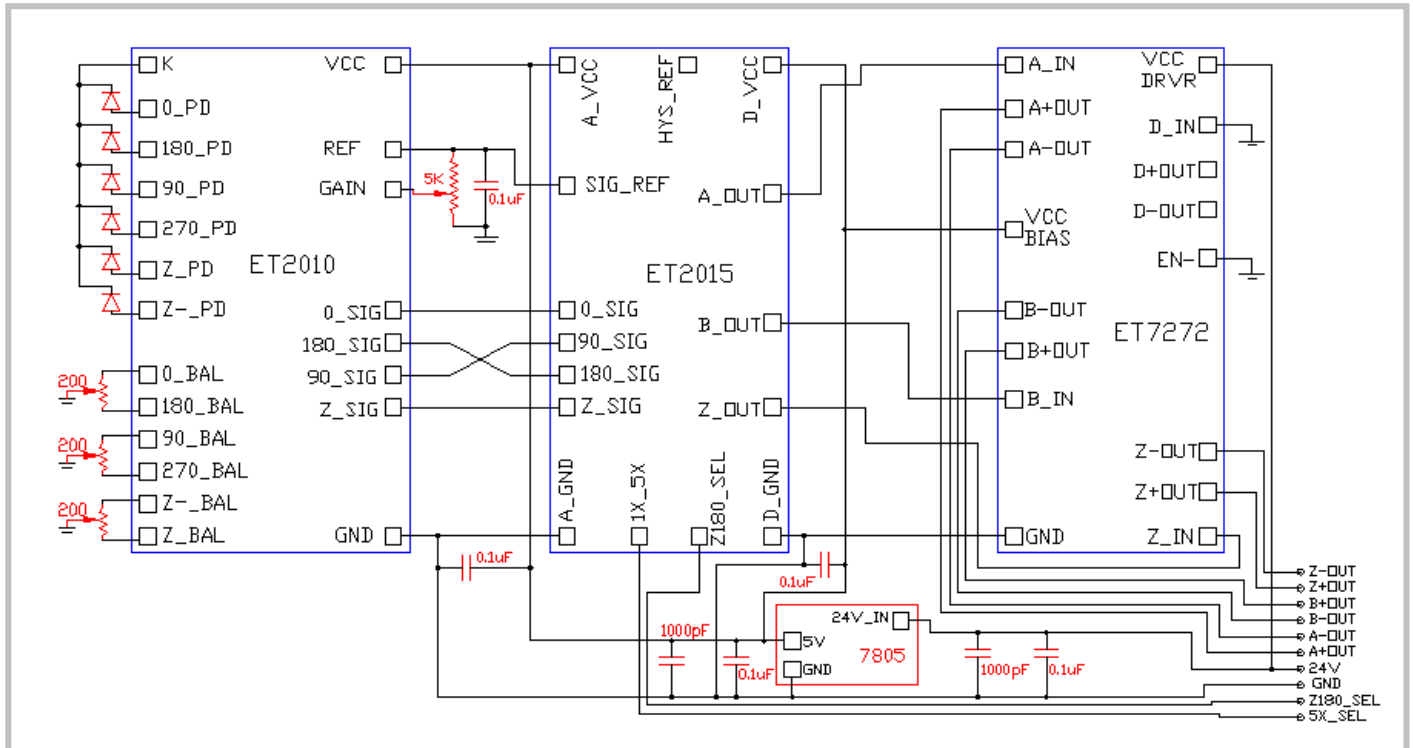 K
VCC
0_PD
180_PD
90_PD
270_PD
Z_PD
Z-_PD
REF
GAIN
ET2010
0_SIG
180_SIG
90_SIG
Z_SIG
0_BAL
180_BAL
90_BAL
270_BAL
Z-_BAL
Z_BAL
GND
200
200
200
5K
0.1uF
A_VCC
HYS_REF
D_VCC
SIG_REF
A_OUT
ET2015
0_SIG
90_SIG
180_SIG
Z_SIG
B_OUT
Z_OUT
A_GND
1X_5X
Z180_SEL
D_GND
A_IN
A+OUT
A-OUT
VCC
BIAS
B-OUT
B+OUT
B_IN
GND
VCC
DRVR
D_IN
D+OUT
D-OUT
EN-
ET7272
Z-OUT
Z+OUT
Z_IN
0.1uF
0.1uF
1000pF
0.1uF
24V_IN
5V
7805
GND
1000pF
0.1uF
Z-OUT
Z+OUT
B+OUT
B-OUT
A-OUT
A+OUT
24V
GND
Z180_SEL
5X_SEL